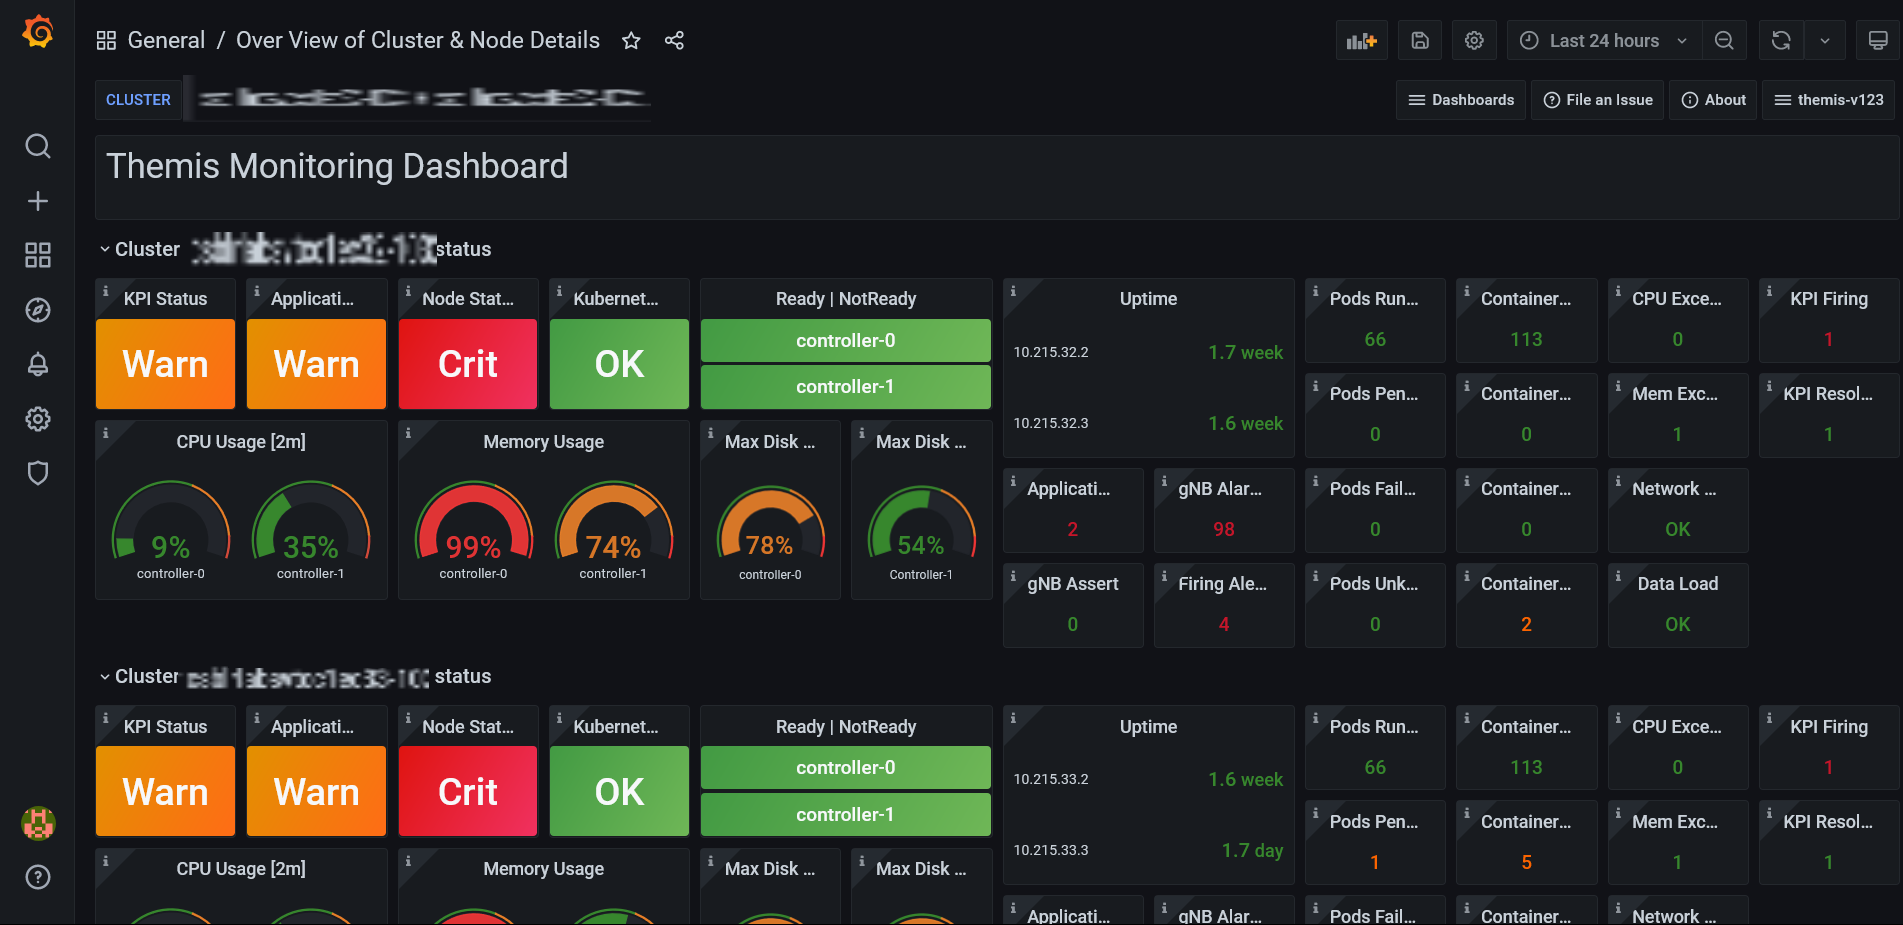 General / Over View of Cluster & Node Details
Last 24 hours
CLUSTER
Dashboards
File an Issue
About
themis-v123
Themis Monitoring Dashboard
Cluster status
KPI Status
Applicati...
Node Stat...
Kubernet...
Ready | NotReady
Uptime
Pods Run...
Container...
CPU Exce...
KPI Firing
Warn
Warn
Crit
OK
controller-0
controller-1
10.215.32.2 1.7 week
10.215.32.3 1.6 week
66
113
0
1
Pods Pen...
Container...
Mem Exc...
KPI Resol...
0
0
1
1
CPU Usage [2m]
Memory Usage
Max Disk ...
Max Disk ...
9%
35%
99%
74%
78%
54%
controller-0
controller-1
controller-0
controller-1
controller-0
Controller-1
Applicati...
gNB Alar...
Pods Fail...
Container...
Network ...
2
98
0
0
OK
gNB Assert
Firing Ale...
Pods Unk...
Container...
Data Load
0
4
0
2
OK
Cluster status
KPI Status
Applicati...
Node Stat...
Kubernet...
Ready | NotReady
Uptime
Pods Run...
Container...
CPU Exce...
KPI Firing
Warn
Warn
Crit
OK
controller-0
controller-1
10.215.33.2 1.6 week
10.215.33.3 1.7 day
66
113
0
1
Pods Pen...
Container...
Mem Exc...
KPI Resol...
1
5
1
1
CPU Usage [2m]
Memory Usage
Max Disk ...
Max Disk ...
Applicati...
gNB Alar...
Pods Fail...
Container...
Network ...